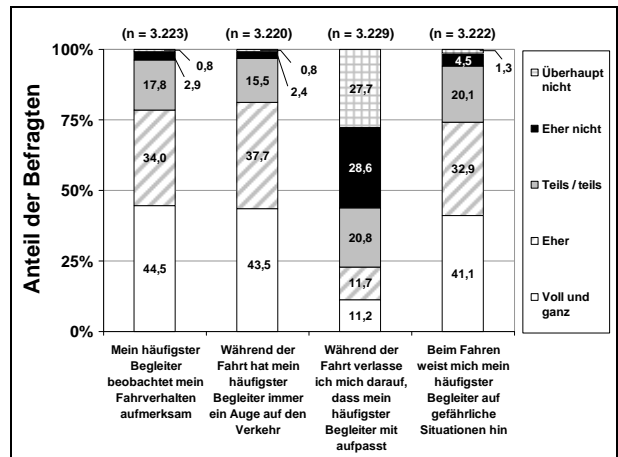 (n = 3.223) (n = 3.220) (n = 3.229) (n = 3.222)
Anteil der Befragten
100%
75%
50%
25%
0%
0,8
2,9
17,8
34,0
44,5
0,8
2,4
15,5
37,7
43,5
27,7
28,6
20,8
11,7
11,2
1,3
4,5
20,1
32,9
41,1
Überhaupt
nicht
Eher nicht
Teils / teils
Eher
Voll und
ganz
Mein häufigster
Begleiter
beobachtet mein
Fahrverhalten
aufmerksam
Während der
Fahrt hat mein
häufigster
Begleiter immer
ein Auge auf den
Verkehr
Während der
Fahrt verlasse
ich mich darauf,
dass mein
häufigster
Begleiter mit
aufpasst
Beim Fahren
weist mich mein
häufigster
Begleiter auf
gefährliche
Situationen hin